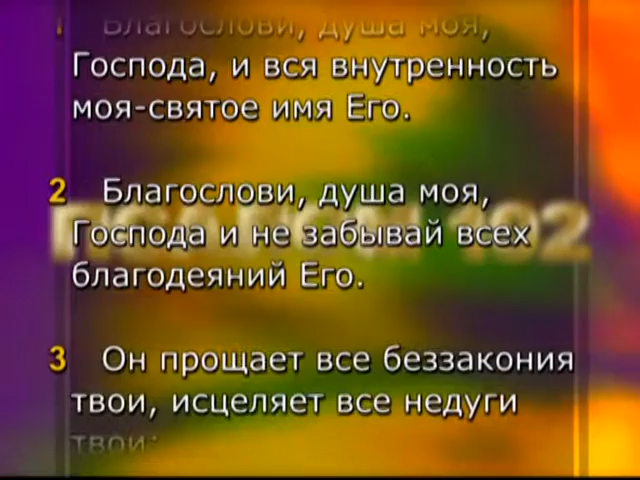 1 Благослови, душа моя,
Господа, и вся внутренность
моя-святое имя Его.
2 Благослови, душа моя,
Господа и не забывай всех
благодеяний Его.
3 Он прощает все беззакония
твои, исцеляет все недуги
твои;